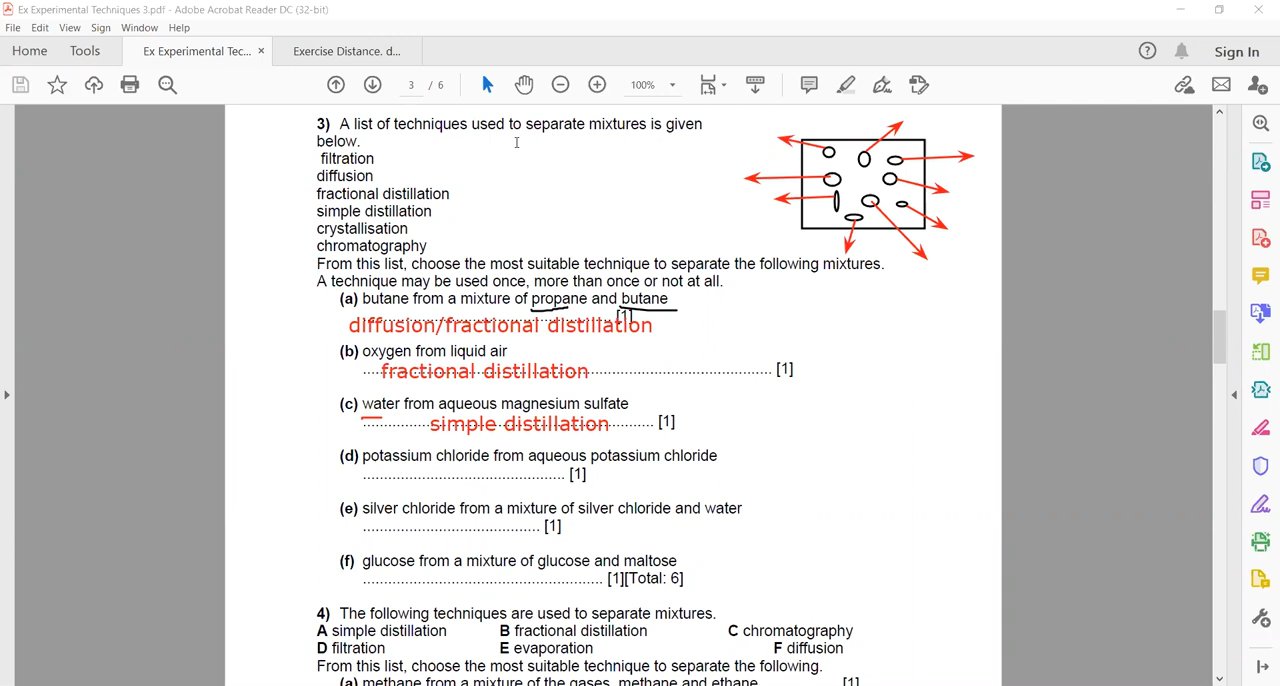 Ex Experimental Techniques 3.pdf - Adobe Acrobat Reader DC (32-bit)
File Edit View Sign Window Help
Home Tools Ex Experimental Tec... × Exercise Distance. d... Sign In
3 / 6 100%
3) A list of techniques used to separate mixtures is given
below.
filtration
diffusion
fractional distillation
simple distillation
crystallisation
chromatography
From this list, choose the most suitable technique to separate the following mixtures.
A technique may be used once, more than once or not at all.
(a) butane from a mixture of propane and butane
[1]
diffusion/fractional distillation
(b) oxygen from liquid air
fractional distillation [1]
(c) water from aqueous magnesium sulfate
simple distillation [1]
(d) potassium chloride from aqueous potassium chloride
................................................ [1]
(e) silver chloride from a mixture of silver chloride and water
.......................................... [1]
(f) glucose from a mixture of glucose and maltose
......................................................... [1][Total: 6]
4) The following techniques are used to separate mixtures.
A simple distillation B fractional distillation C chromatography
D filtration E evaporation F diffusion
From this list, choose the most suitable technique to separate the following.
(a) methane from a mixture of the gases, methane and ethane [1]